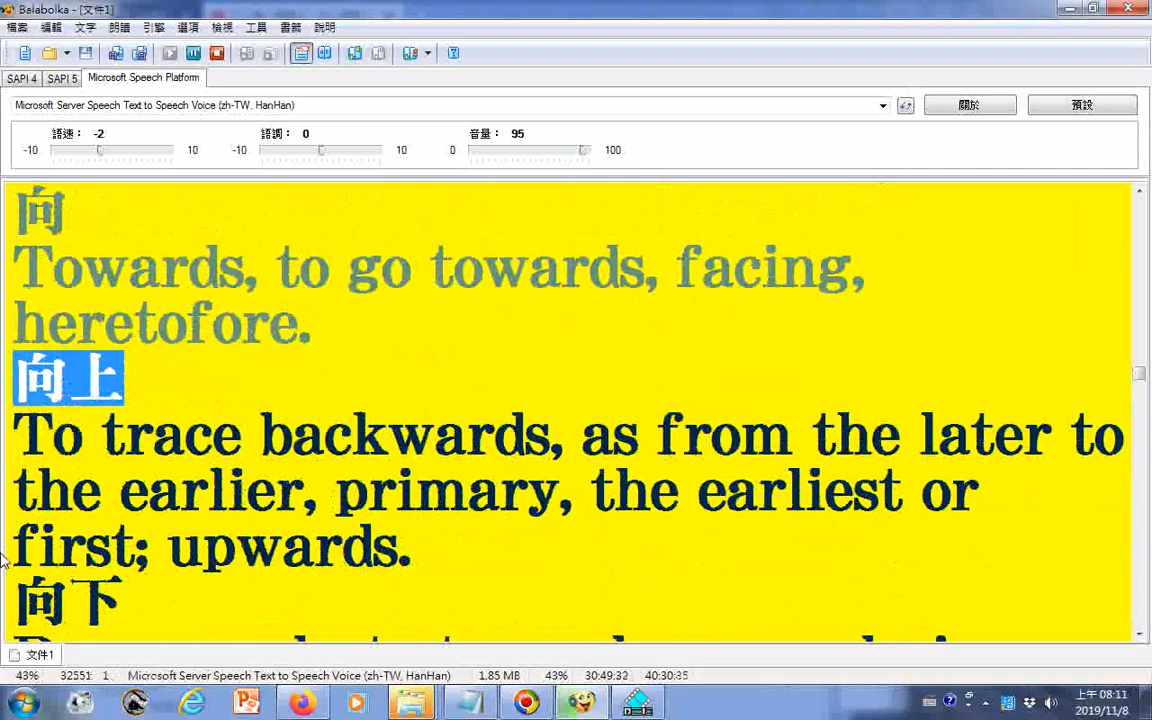 Balabolka - [文件1]
檔案 編輯 文字 朗讀 引擎 選項 檢視 工具 書籤 說明
SAPI 4 SAPI 5 Microsoft Speech Platform
Microsoft Server Speech Text to Speech Voice (zh-TW, HanHan) 關於 預設
語速： -2 語調： 0 音量： 95
-10 10 -10 10 0 100
向
Towards, to go towards, facing,
heretofore.
向上
To trace backwards, as from the later to
the earlier, primary, the earliest or
first; upwards.
向下
文件1
43% 32551: 1 Microsoft Server Speech Text to Speech Voice (zh-TW, HanHan) 1,85 MB 43% 30:49:32 40:30:35
上午 08:11
2019/11/8